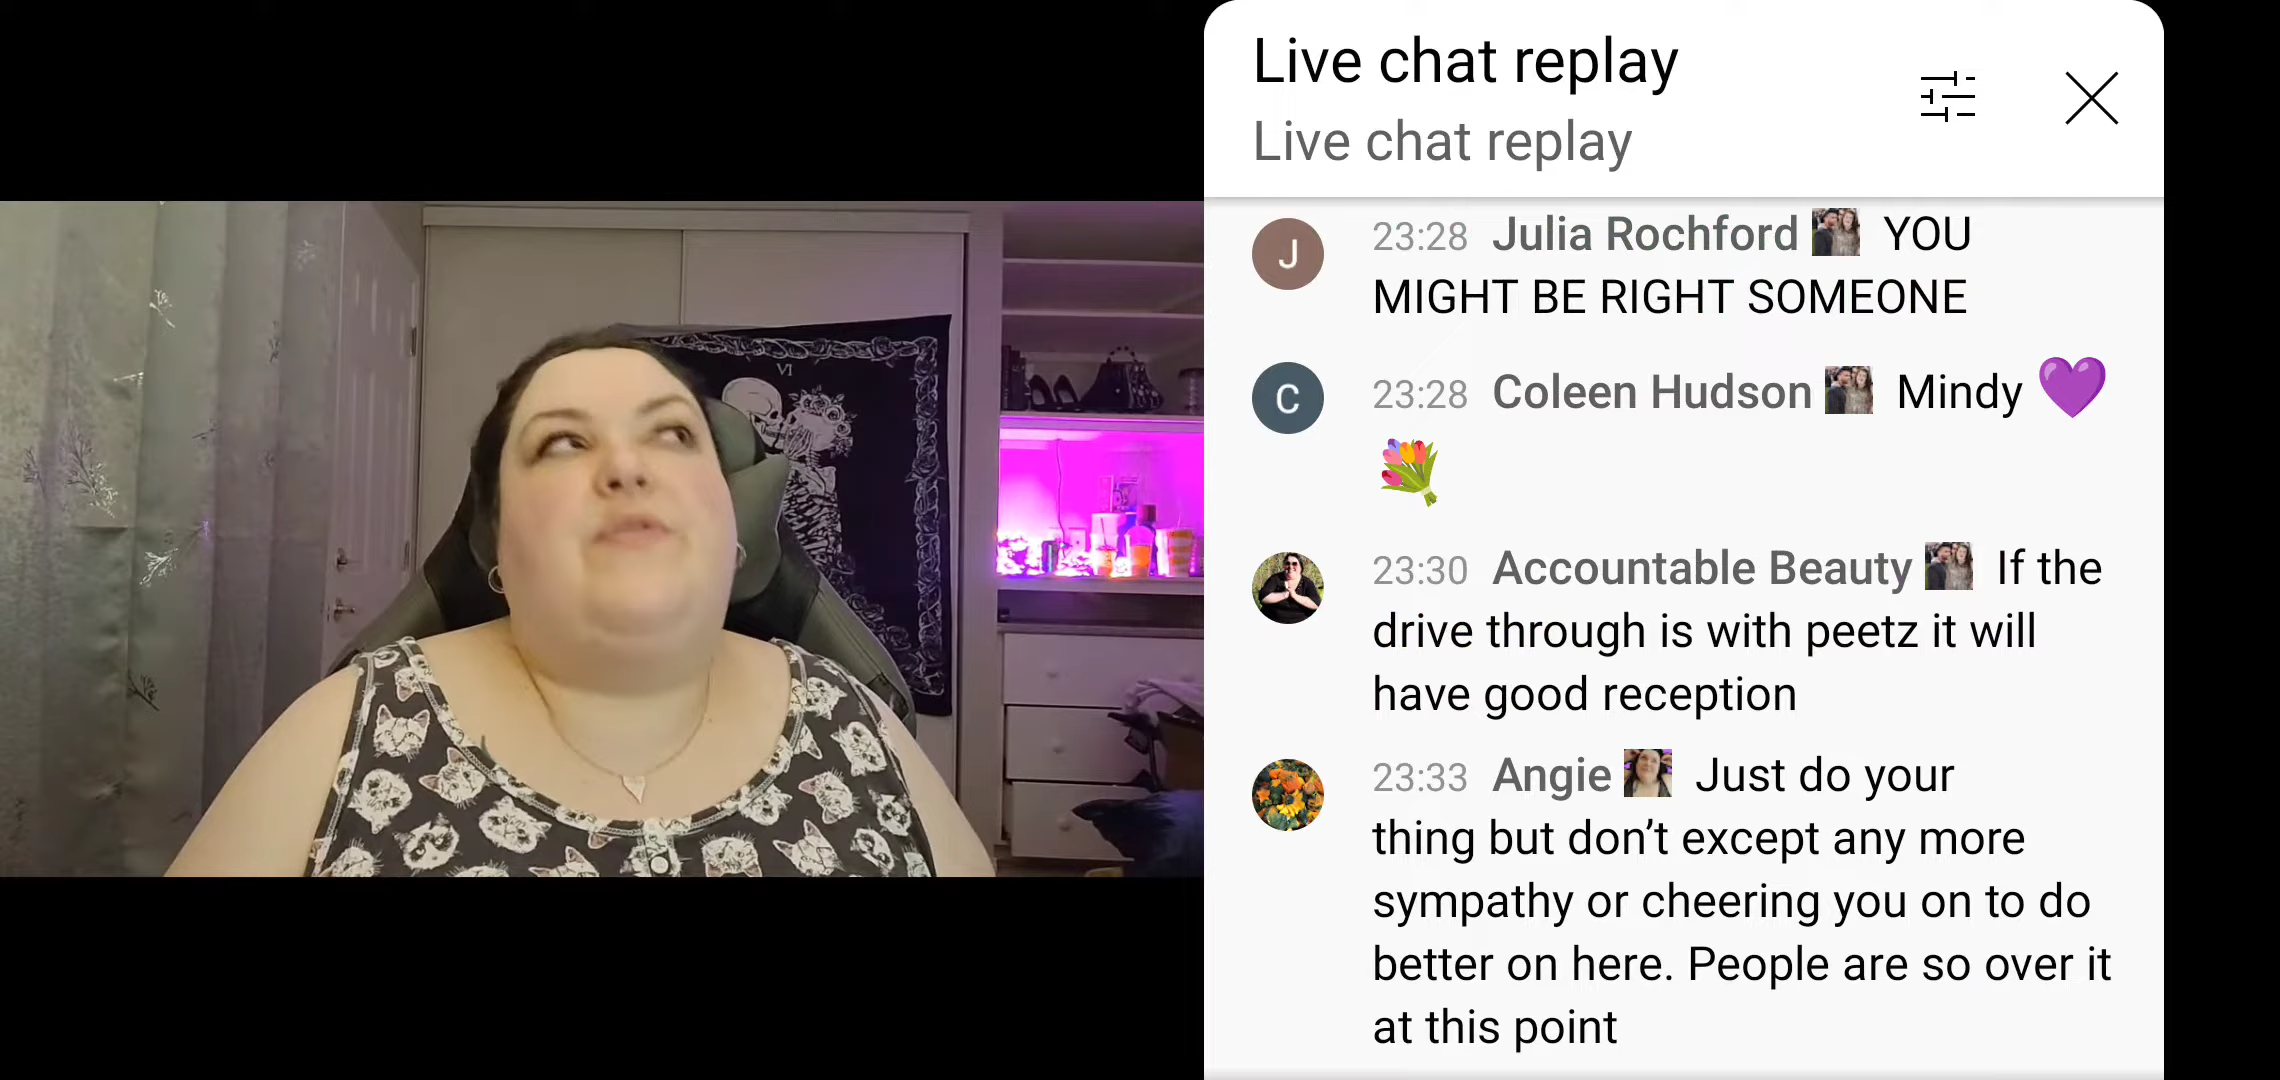 Live chat replay
Live chat replay
J
23:28 Julia Rochford YOU
MIGHT BE RIGHT SOMEONE
C
23:28 Coleen Hudson Mindy 💜
💐
23:30 Accountable Beauty If the
drive through is with peetz it will
have good reception
23:33 Angie Just do your
thing but don’t except any more
sympathy or cheering you on to do
better on here. People are so over it
at this point
VI